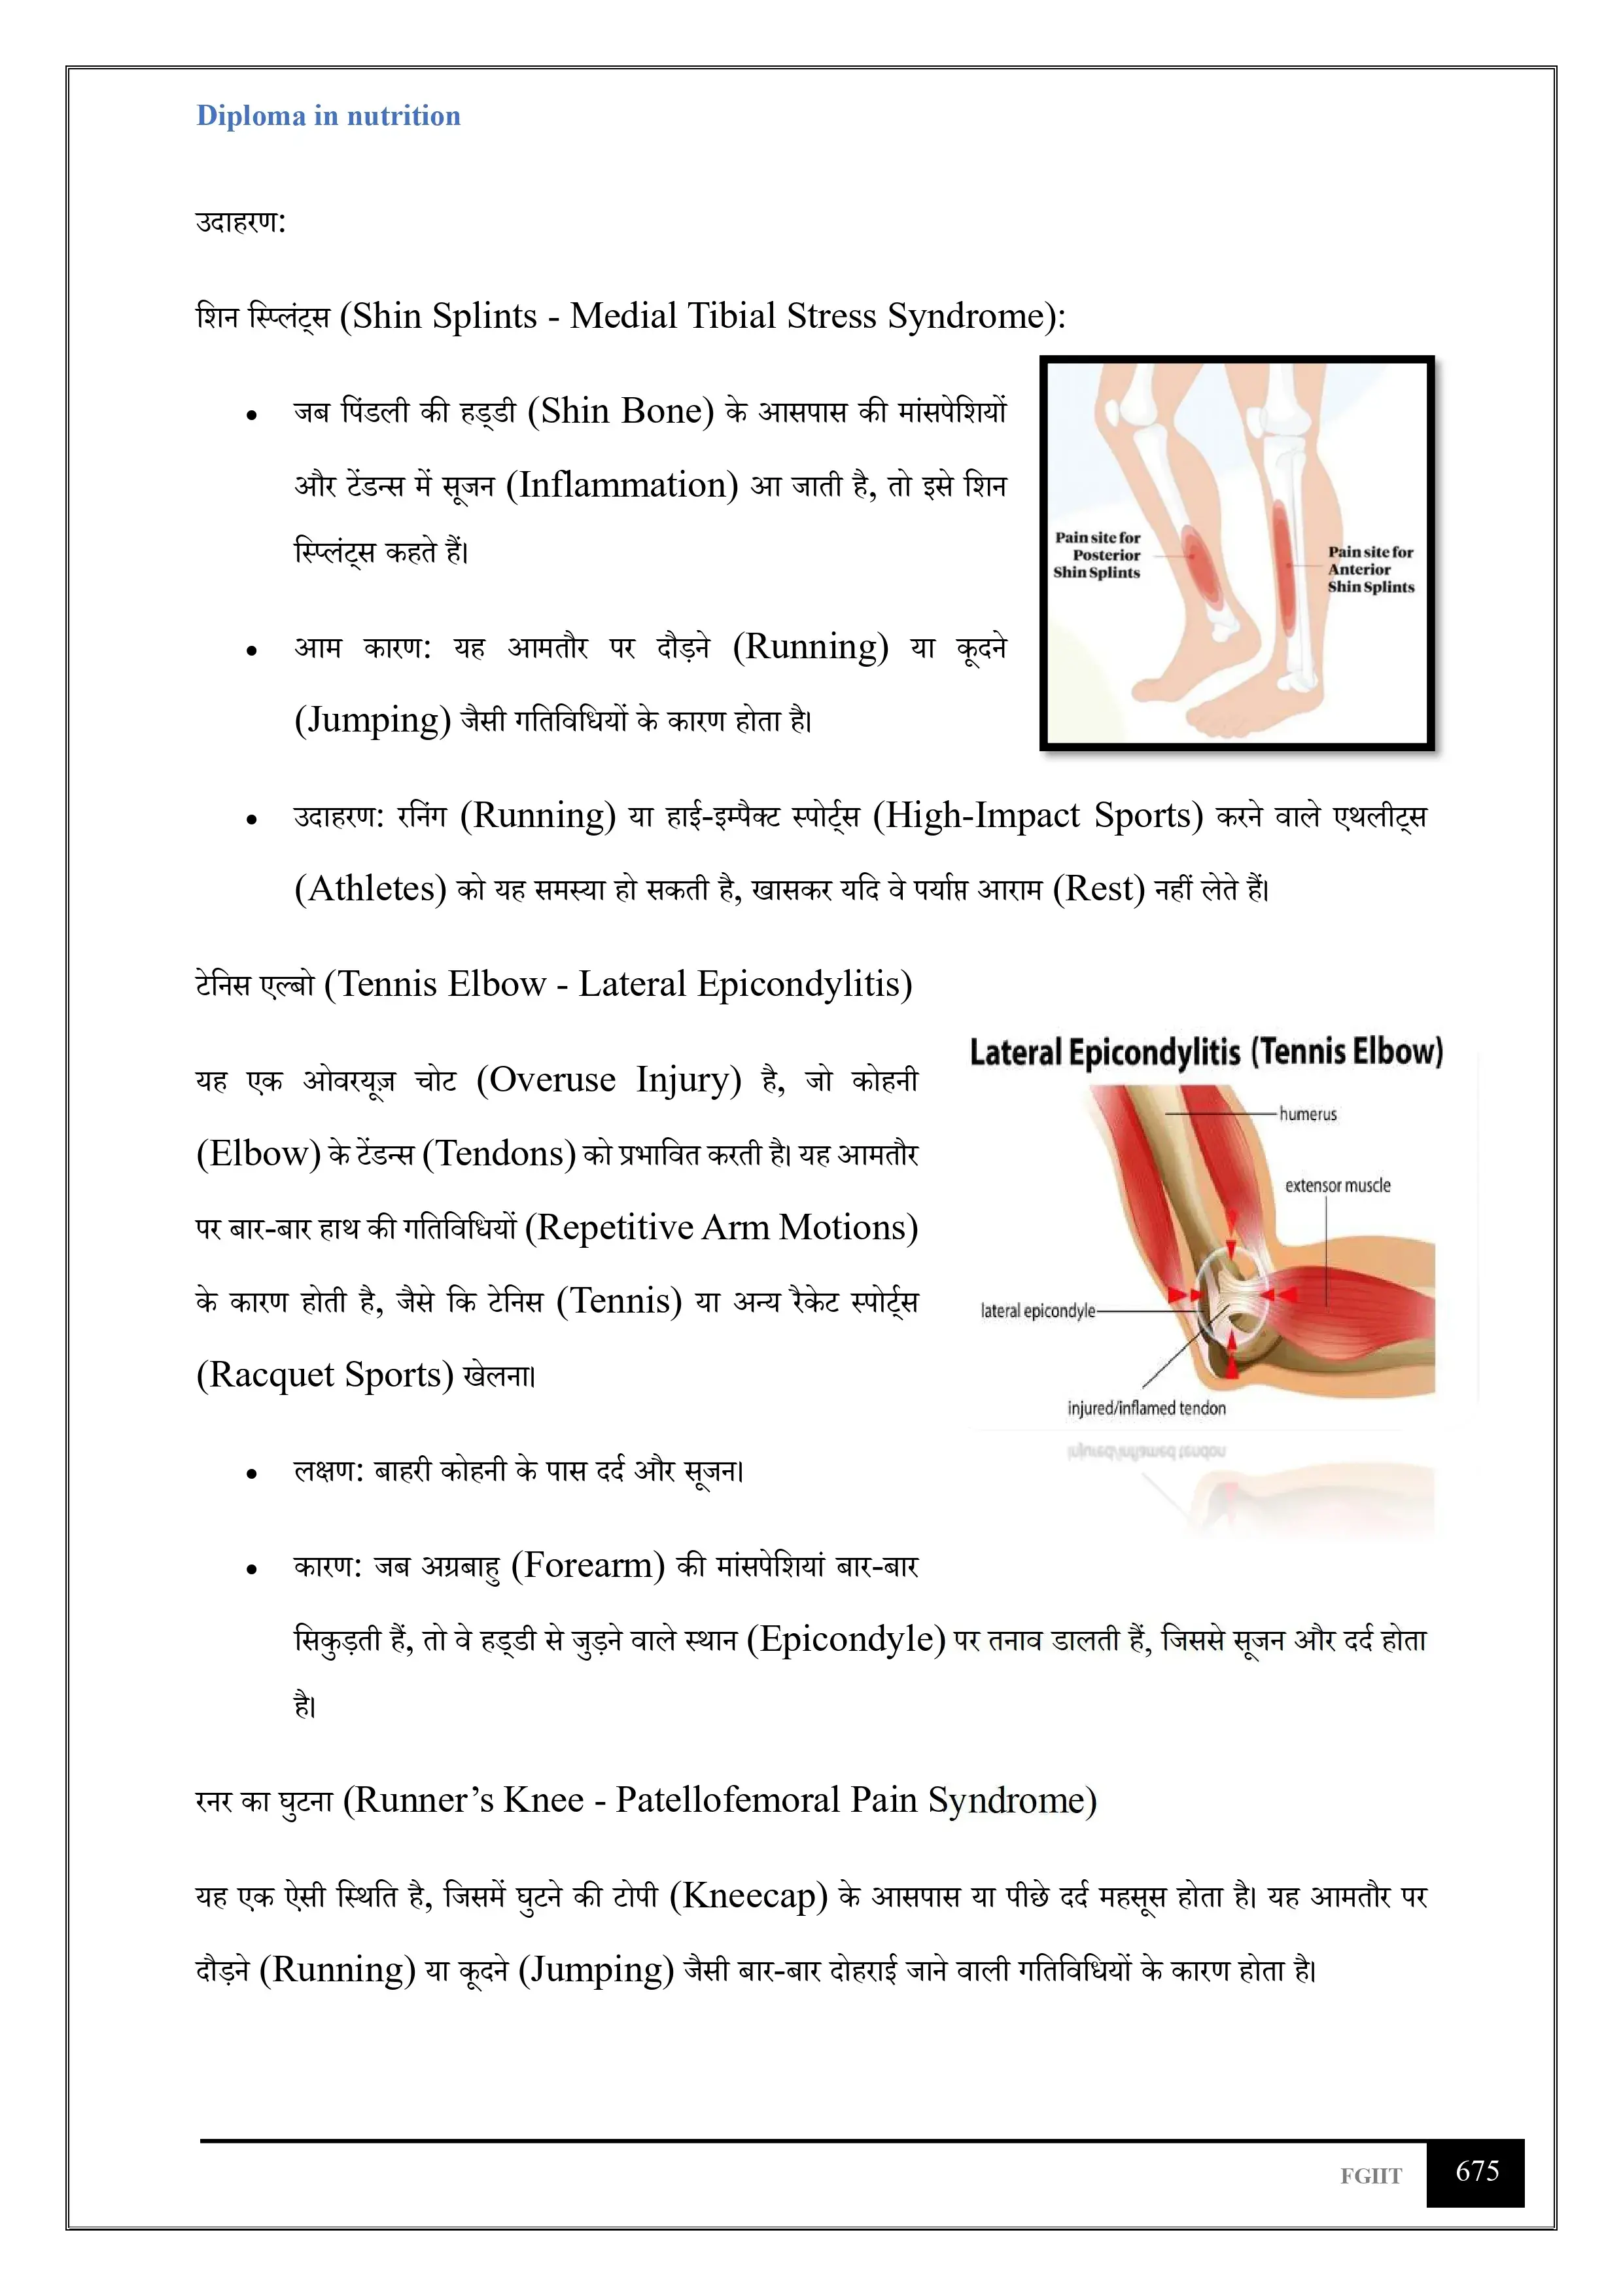 Diploma in nutrition
उदाहरण:
शिन स्प्लिंट्स (Shin Splints - Medial Tibial Stress Syndrome):
• जब पिंडली की हड्डी (Shin Bone) के आसपास की मांसपेशियों
और टेंडन्स में सूजन (Inflammation) आ जाती है, तो इसे शिन
स्प्लिंट्स कहते हैं।
Pain site for
Posterior
Shin Splints
Pain site for
Anterior
Shin Splints
• आम कारण: यह आमतौर पर दौड़ने (Running) या कूदने
(Jumping) जैसी गतिविधियों के कारण होता है।
• उदाहरण: रनिंग (Running) या हाई-इम्पैक्ट स्पोर्ट्स (High-Impact Sports) करने वाले एथलीट्स
(Athletes) को यह समस्या हो सकती है, खासकर यदि वे पर्याप्त आराम (Rest) नहीं लेते हैं।
टेनिस एल्बो (Tennis Elbow - Lateral Epicondylitis)
यह एक ओवरयूज़ चोट (Overuse Injury) है, जो कोहनी
(Elbow) के टेंडन्स (Tendons) को प्रभावित करती है। यह आमतौर
पर बार-बार हाथ की गतिविधियों (Repetitive Arm Motions)
के कारण होती है, जैसे कि टेनिस (Tennis) या अन्य रैकेट स्पोर्ट्स
(Racquet Sports) खेलना।
Lateral Epicondylitis (Tennis Elbow)
humerus
extensor muscle
lateral epicondyle
injured/inflamed tendon
• लक्षण: बाहरी कोहनी के पास दर्द और सूजन।
• कारण: जब अग्रबाहु (Forearm) की मांसपेशियां बार-बार
सिकुड़ती हैं, तो वे हड्डी से जुड़ने वाले स्थान (Epicondyle) पर तनाव डालती हैं, जिससे सूजन और दर्द होता
है।
रनर का घुटना (Runner’s Knee - Patellofemoral Pain Syndrome)
यह एक ऐसी स्थिति है, जिसमें घुटने की टोपी (Kneecap) के आसपास या पीछे दर्द महसूस होता है। यह आमतौर पर
दौड़ने (Running) या कूदने (Jumping) जैसी बार-बार दोहराई जाने वाली गतिविधियों के कारण होता है।
FGIIT 675